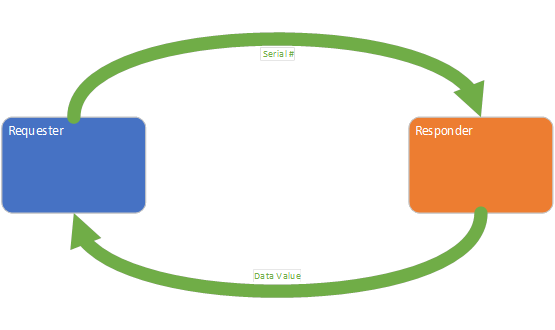 Serial #
Requester
Responder
Data Value